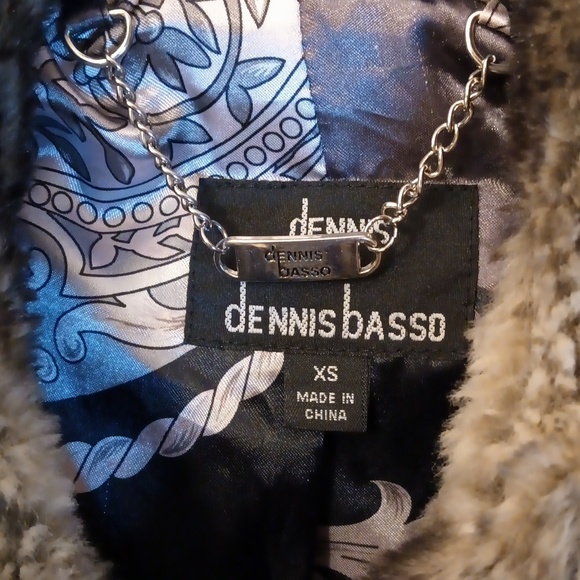 dENNIS
dENNIS
basso
dENNIS basso
XS
MADE IN
CHINA